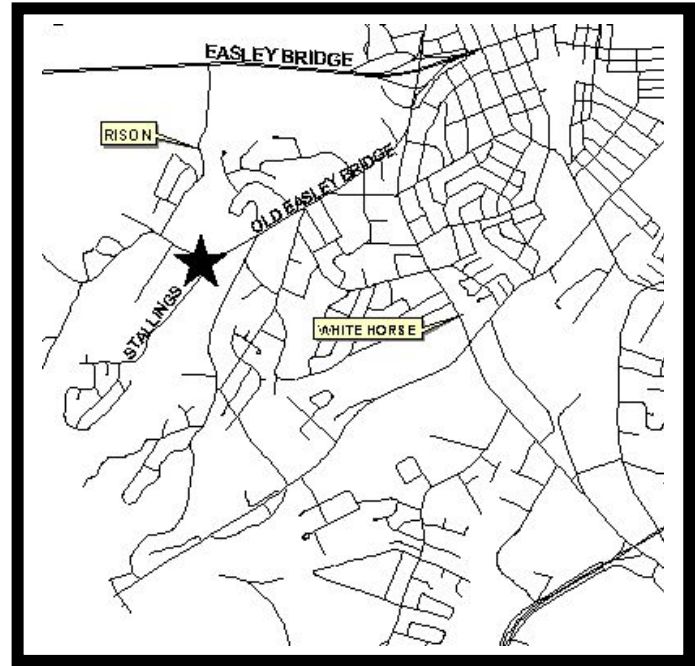 EASLEY BRIDGE
RISON
OLD EASLEY BRIDGE
STALLINGS
WHITE HORSE